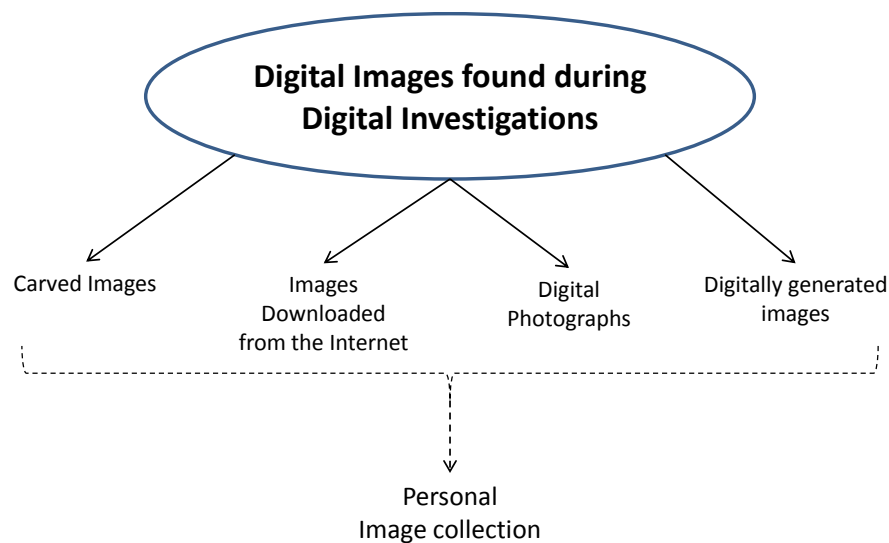 Digital Images found during
Digital Investigations
Carved Images
Images
Downloaded
from the Internet
Digital
Photographs
Digitally generated
images
Personal
Image collection